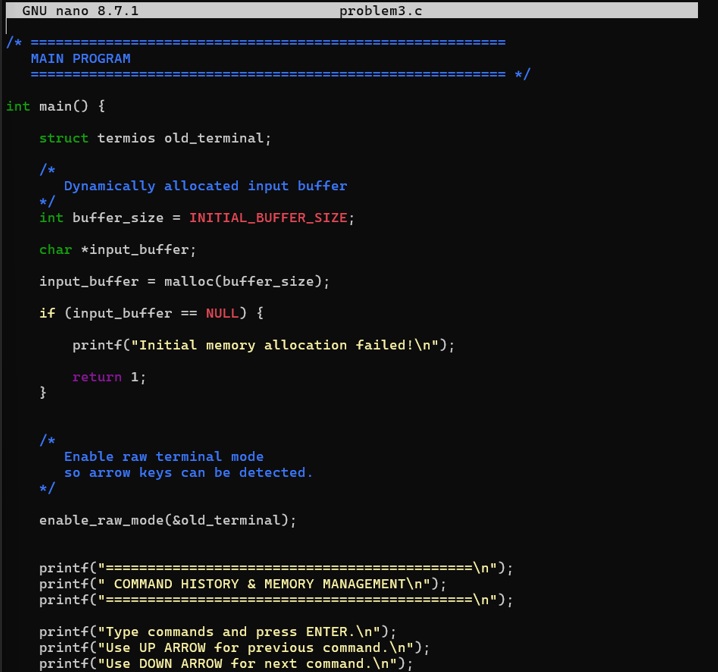 GNU nano 8.7.1 problem3.c
/* =========================================================
MAIN PROGRAM
========================================================= */
int main() {
struct termios old_terminal;
/*
Dynamically allocated input buffer
*/
int buffer_size = INITIAL_BUFFER_SIZE;
char *input_buffer;
input_buffer = malloc(buffer_size);
if (input_buffer == NULL) {
printf("Initial memory allocation failed!\n");
return 1;
}
/*
Enable raw terminal mode
so arrow keys can be detected.
*/
enable_raw_mode(&old_terminal);
printf("============================================\n");
printf(" COMMAND HISTORY & MEMORY MANAGEMENT\n");
printf("============================================\n");
printf("Type commands and press ENTER.\n");
printf("Use UP ARROW for previous command.\n");
printf("Use DOWN ARROW for next command.\n");